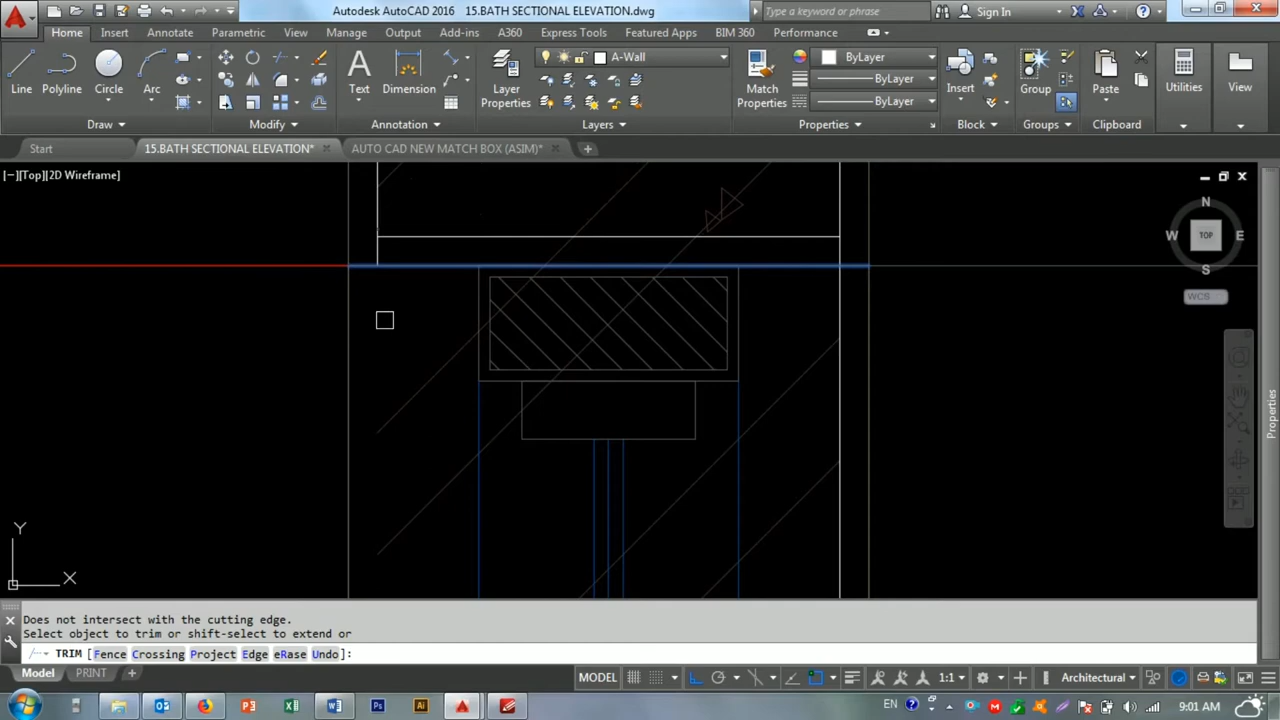 Autodesk AutoCAD 2016 15.BATH SECTIONAL ELEVATION.dwg
Type a keyword or phrase
Sign In
Home Insert Annotate Parametric View Manage Output Add-ins A360 Express Tools Featured Apps BIM 360 Performance
A-Wall
ByLayer
ByLayer
ByLayer
Line Polyline Circle Arc Text Dimension Layer Properties Match Properties Insert Group Paste Utilities View
Draw Modify Annotation Layers Properties Block Groups Clipboard
Start 15.BATH SECTIONAL ELEVATION* AUTO CAD NEW MATCH BOX (ASIM)*
[−][Top][2D Wireframe]
N
W TOP E
S
WCS
Properties
Y
X
Does not intersect with the cutting edge.
Select object to trim or shift-select to extend or
TRIM [Fence Crossing Project Edge eRase Undo]:
Model PRINT
MODEL 1:1 Architectural
EN 9:01 AM